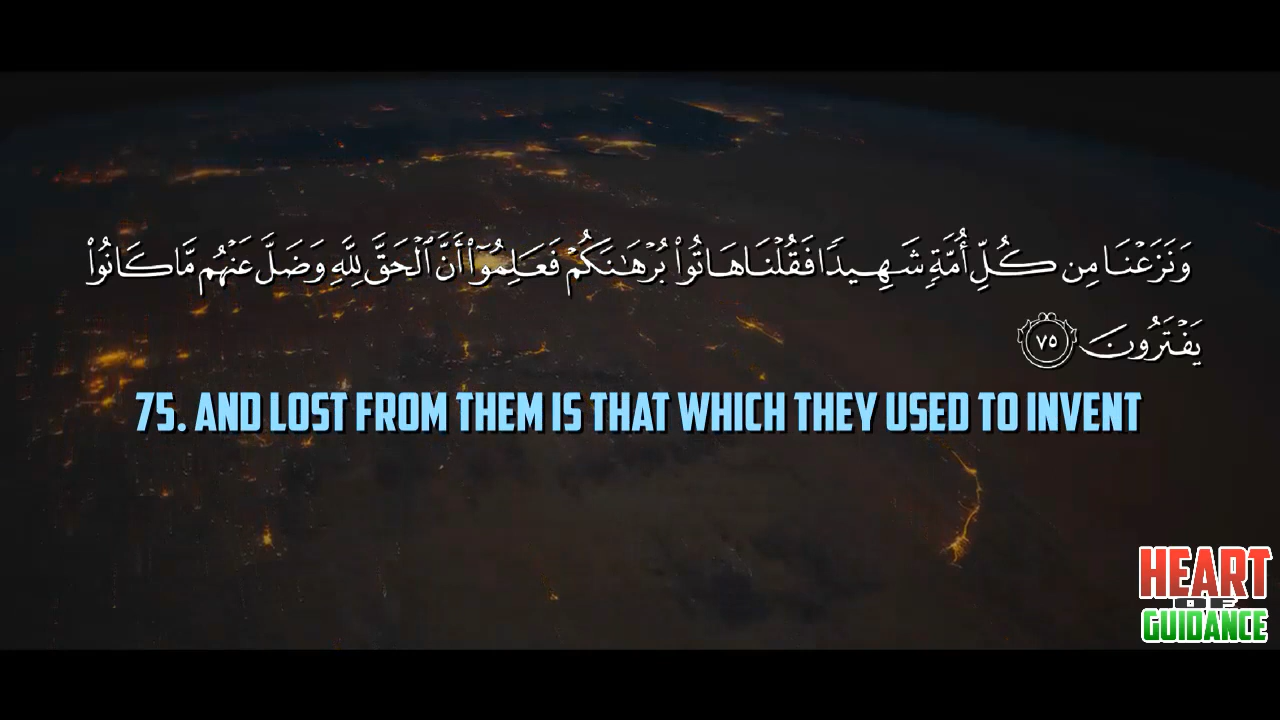 وَنَزَعْنَا مِن كُلِّ أُمَّةٍ شَهِيدًا فَقُلْنَا هَاتُوا۟ بُرْهَـٰنَكُمْ فَعَلِمُوٓا۟ أَنَّ ٱلْحَقَّ لِلَّهِ وَضَلَّ عَنْهُم مَّا كَانُوا۟
يَفْتَرُونَ ٧٥
75. AND LOST FROM THEM IS THAT WHICH THEY USED TO INVENT
HEART
OF
GUIDANCE